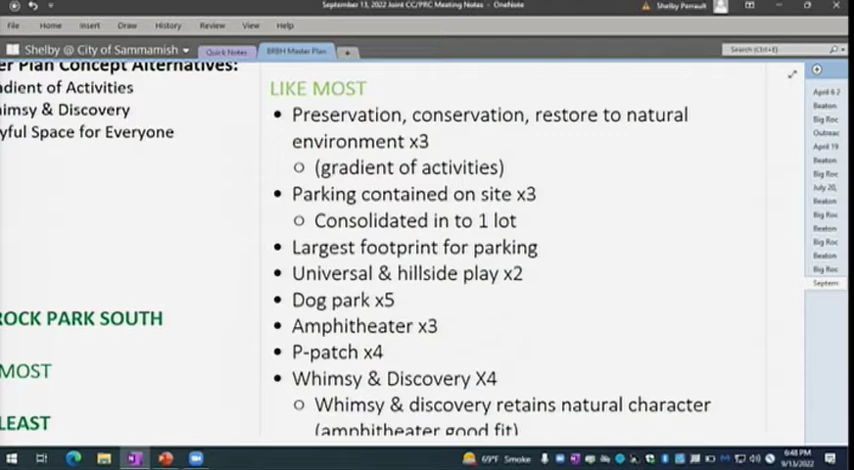 September 13, 2022 Joint CC/PRC Meeting Notes - OneNote
Shelby Perrault
File Home Insert Draw History Review View Help
Shelby @ City of Sammamish
Quick Notes
BRBH Master Plan
+
Search (Ctrl+E)
er Plan Concept Alternatives:
adient of Activities
himsy & Discovery
yful Space for Everyone
ROCK PARK SOUTH
MOST
LEAST
LIKE MOST
• Preservation, conservation, restore to natural
environment x3
o (gradient of activities)
• Parking contained on site x3
o Consolidated in to 1 lot
• Largest footprint for parking
• Universal & hillside play x2
• Dog park x5
• Amphitheater x3
• P-patch x4
• Whimsy & Discovery X4
o Whimsy & discovery retains natural character
(amphitheater good fit)
April 6 2
Beaton
Big Roc
Outreac
April 19
Beaton
Big Roc
July 20,
Beaton
Big Roc
Beaton
Big Roc
Beaton
Big Roc
Septem
69°F Smoke
6:48 PM
9/13/2022